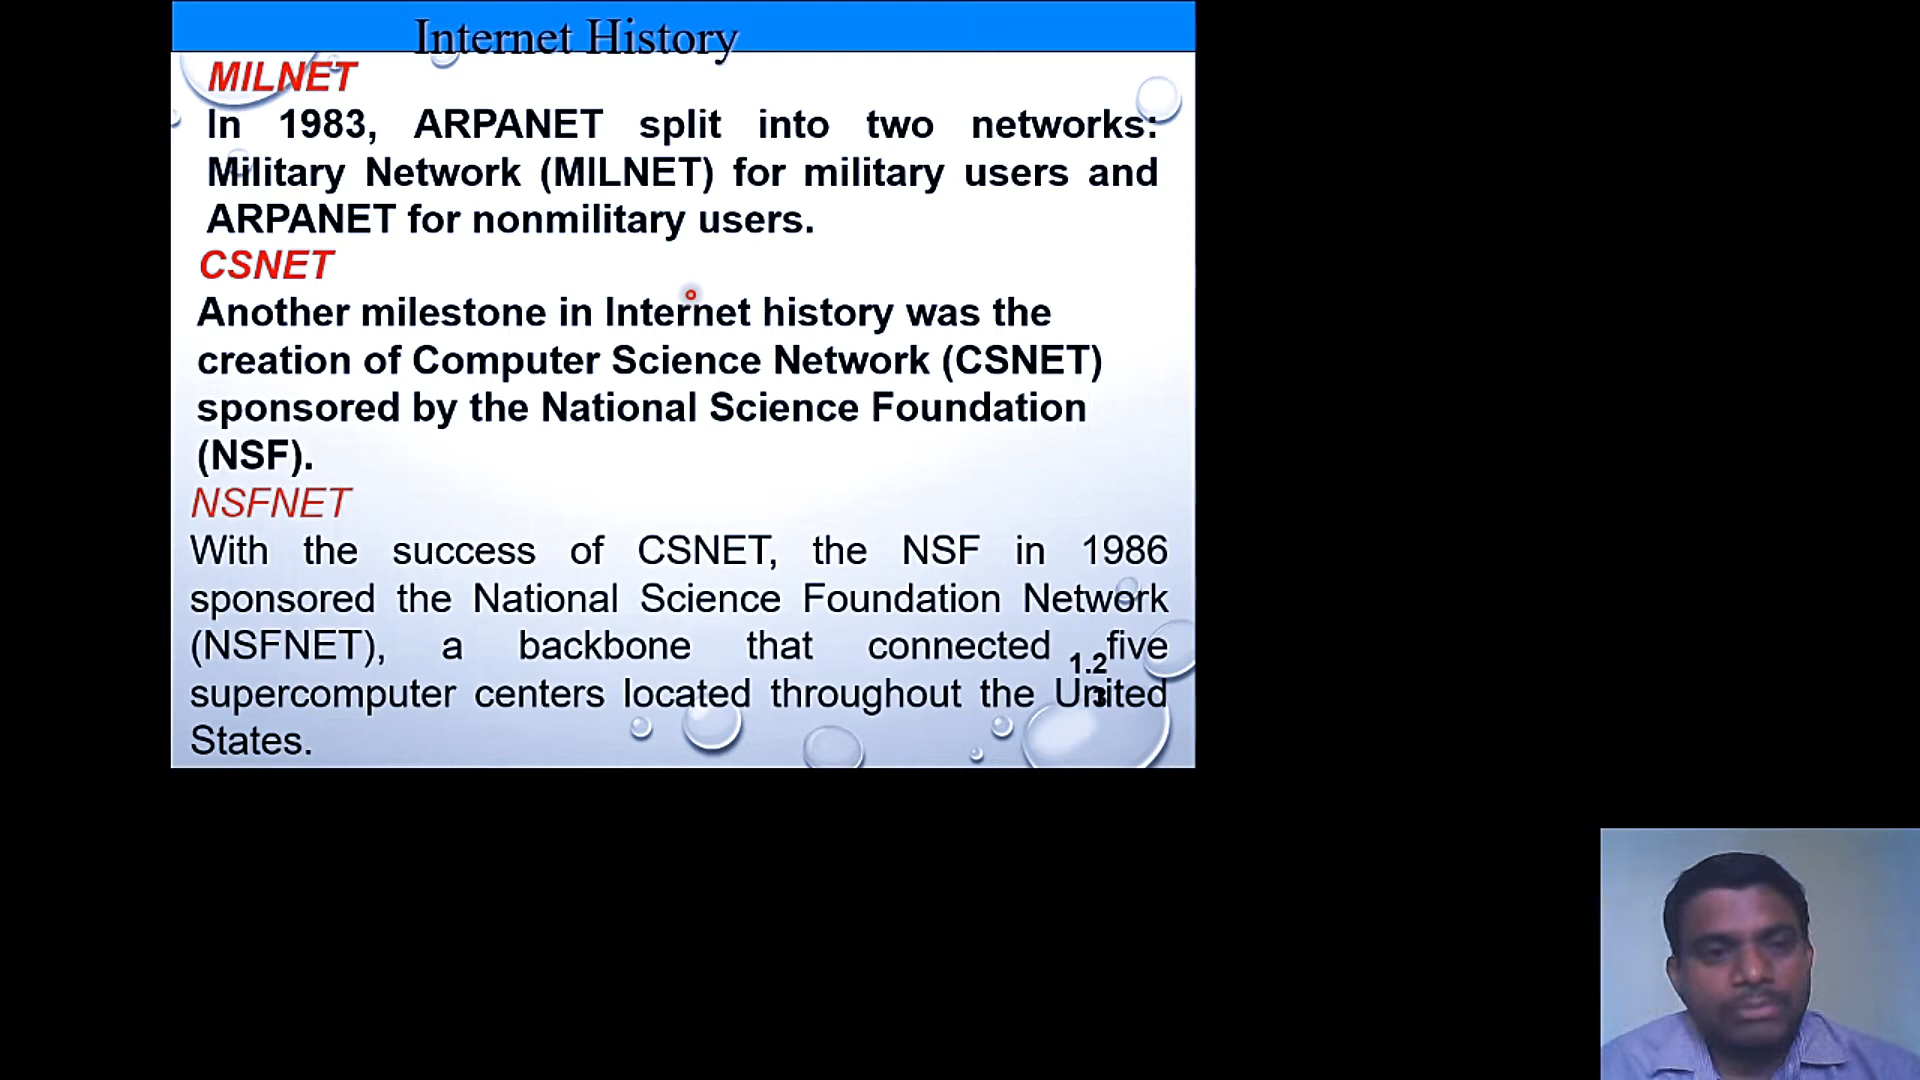 Internet History
MILNET
In 1983, ARPANET split into two networks:
Military Network (MILNET) for military users and
ARPANET for nonmilitary users.
CSNET
Another milestone in Internet history was the
creation of Computer Science Network (CSNET)
sponsored by the National Science Foundation
(NSF).
NSFNET
With the success of CSNET, the NSF in 1986
sponsored the National Science Foundation Network
(NSFNET), a backbone that connected five
supercomputer centers located throughout the United
States.
1.2
3